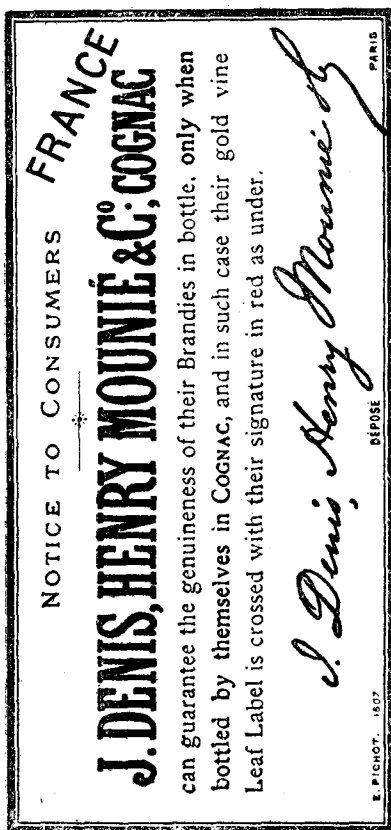 NOTICE TO CONSUMERS
FRANCE
J. DENIS, HENRY MOUNIÉ & Cº; COGNAC
can guarantee the genuineness of their Brandies in bottle, only when
bottled by themselves in COGNAC, and in such case their gold vine
Leaf Label is crossed with their signature in red as under.
J. Denis, Henry Mounié & Co
DÉPOSÉ
E. PICHOT. 1607
PARIS